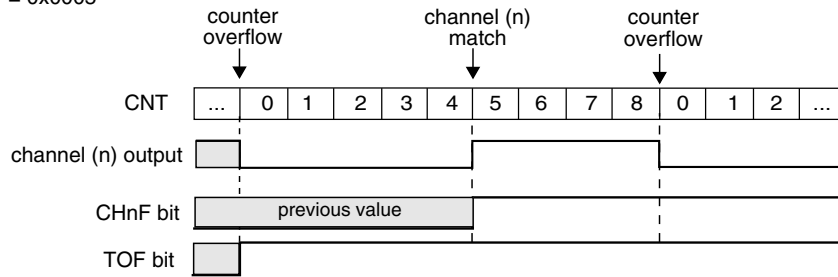 = 0x0005
counter overflow
channel (n) match
counter overflow
CNT ... 0 1 2 3 4 5 6 7 8 0 1 2 ...
channel (n) output
CHnF bit previous value
TOF bit